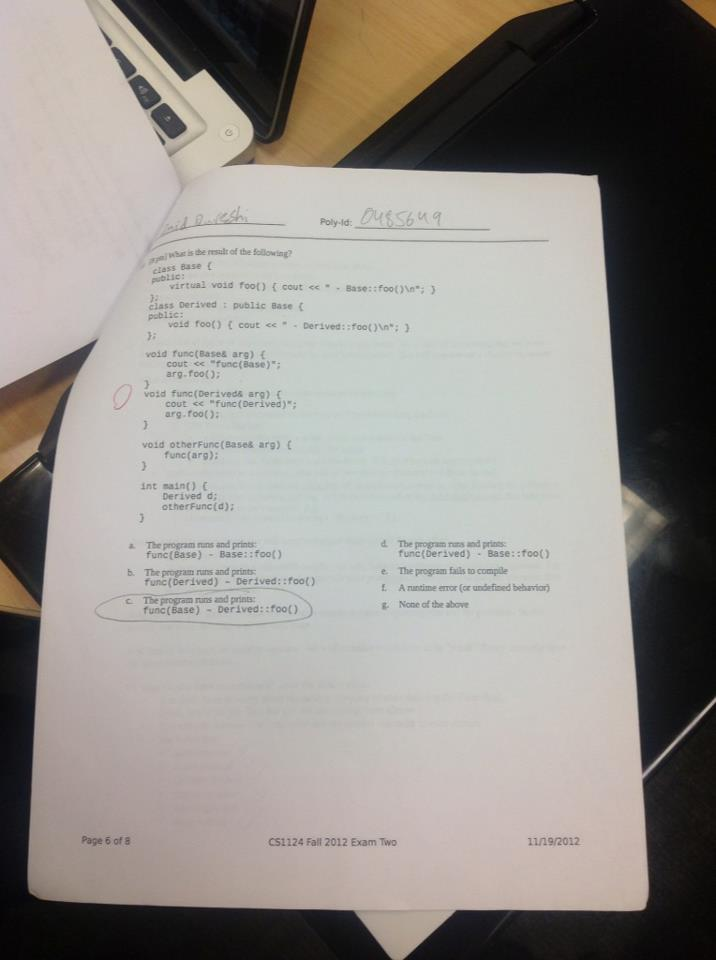 Poly-Id: 0485649
What is the result of the following?
class Base {
public:
virtual void foo() { cout << " - Base::foo()\n"; }
};
class Derived : public Base {
public:
void foo() { cout << " - Derived::foo()\n"; }
};
void func(Base& arg) {
cout << "func(Base)";
arg.foo();
}
void func(Derived& arg) {
cout << "func(Derived)";
arg.foo();
}
void otherFunc(Base& arg) {
func(arg);
}
int main() {
Derived d;
otherFunc(d);
}
a. The program runs and prints:
func(Base) - Base::foo()
b. The program runs and prints:
func(Derived) – Derived::foo()
c. The program runs and prints:
func(Base) – Derived::foo()
d. The program runs and prints:
func(Derived) - Base::foo()
e. The program fails to compile
f. A runtime error (or undefined behavior)
g. None of the above
Page 6 of 8 CS1124 Fall 2012 Exam Two 11/19/2012